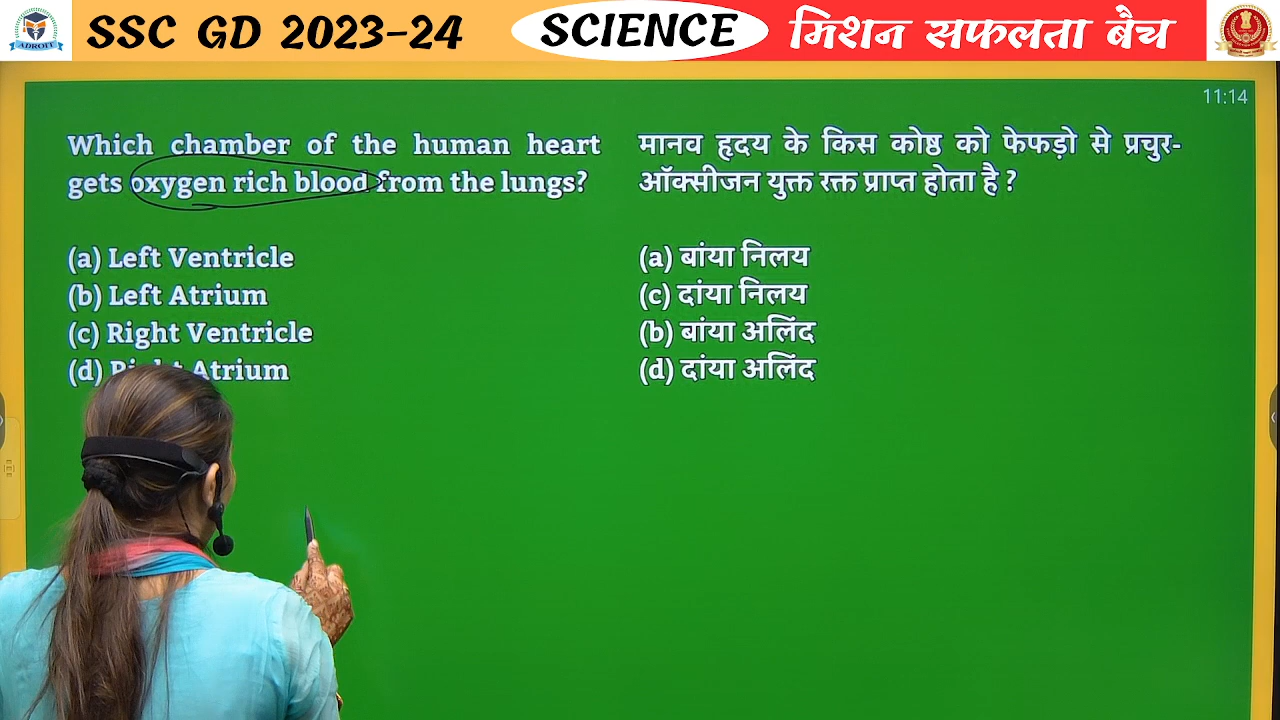 SSC GD 2023-24
SCIENCE
मिशन सफलता बैच
ADROIT
11:14
Which chamber of the human heart
gets oxygen rich blood from the lungs?
(a) Left Ventricle
(b) Left Atrium
(c) Right Ventricle
(d) Right Atrium
मानव हृदय के किस कोष्ठ को फेफड़ो से प्रचुर-
ऑक्सीजन युक्त रक्त प्राप्त होता है ?
(a) बांया निलय
(c) दांया निलय
(b) बांया अलिंद
(d) दांया अलिंद